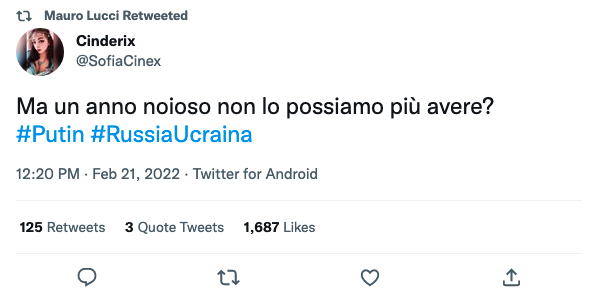 Mauro Lucci Retweeted
Cinderix
@SofiaCinex
Ma un anno noioso non lo possiamo più avere?
#Putin #RussiaUcraina
12:20 PM · Feb 21, 2022 · Twitter for Android
125 Retweets 3 Quote Tweets 1,687 Likes